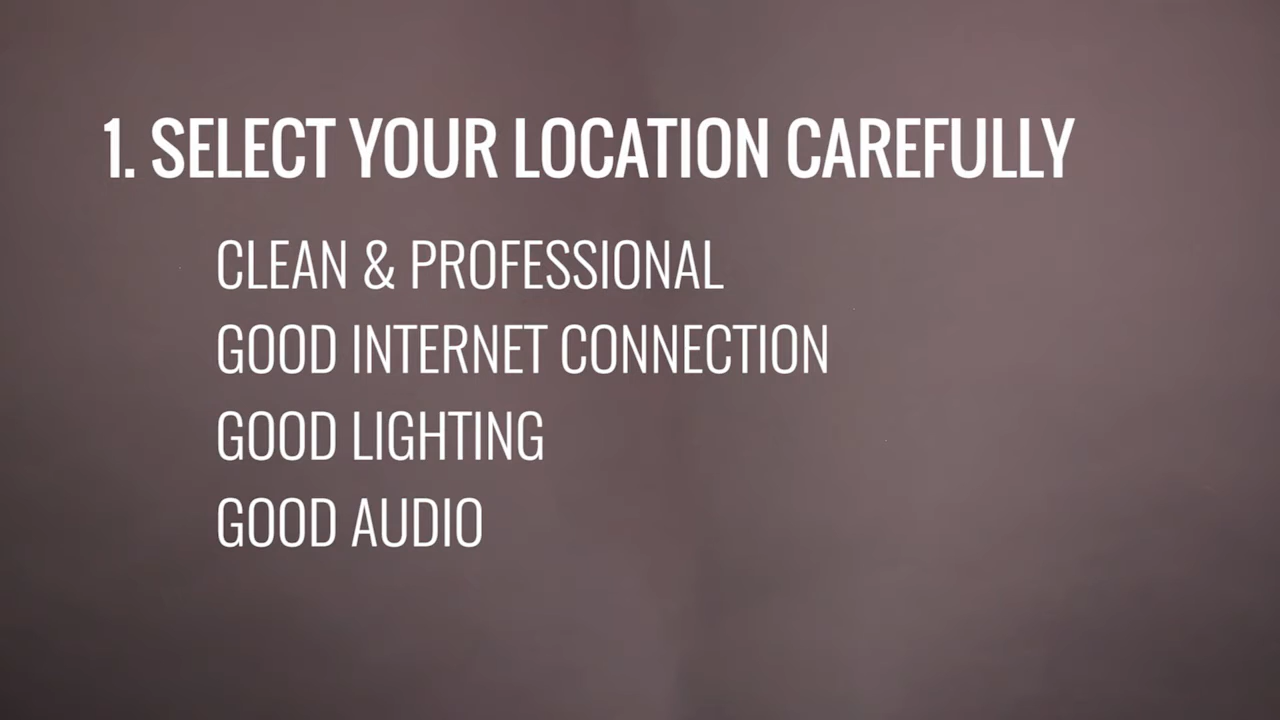 1. SELECT YOUR LOCATION CAREFULLY
CLEAN & PROFESSIONAL
GOOD INTERNET CONNECTION
GOOD LIGHTING
GOOD AUDIO